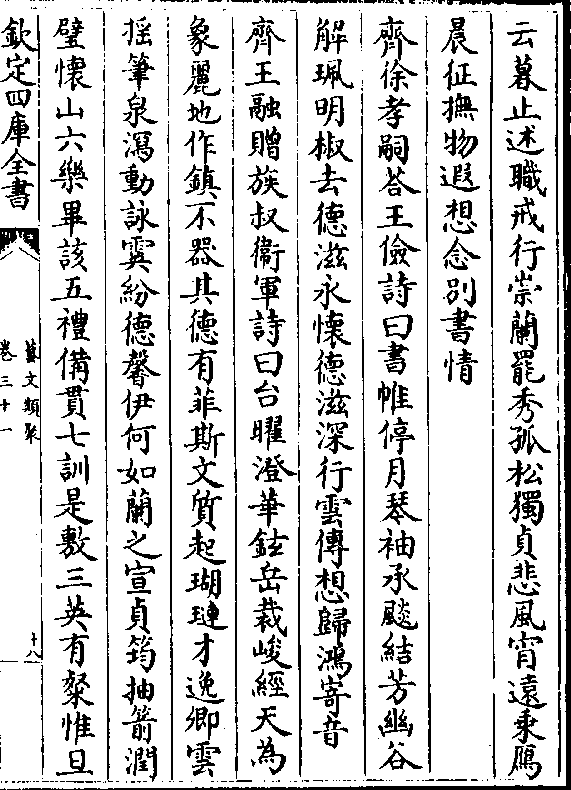 云暮止述職戒行崇蘭罷秀孤松獨貞悲風宵遠乘鴈
晨征撫物遐想念別書情
齊徐孝嗣荅王儉詩曰書帷停月琴袖承飈結芳幽谷
解珮明椒去德滋永懷德滋深行雲傳想歸鴻寄音
齊王融贈族叔衞軍詩曰台曜澄華鉉岳裁峻經天為
象麗地作鎮不器其德有菲斯文質起瑚璉才逸卿雲
揺筆泉瀉動詠霙紛德馨伊何如蘭之宣貞筠抽箭潤
璧懷山六樂畢該五禮備貫七訓是敷三英有粲惟旦
欽定四庫全書
藝文類聚
卷三十一
十八